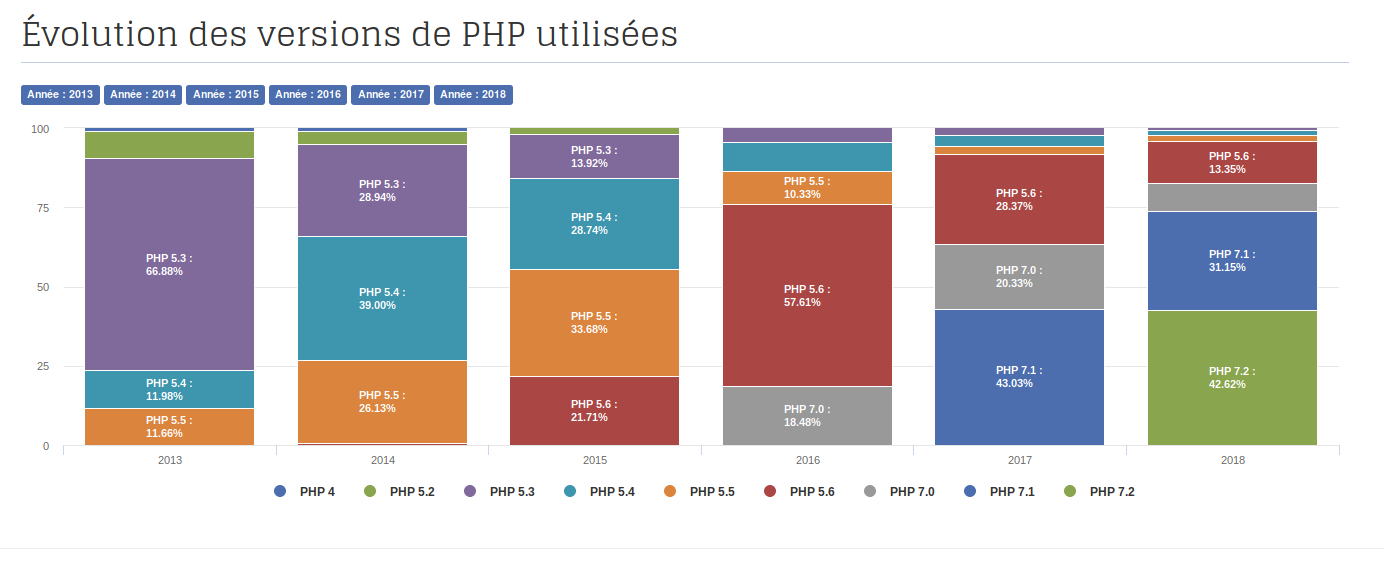 Évolution des versions de PHP utilisées
Année : 2013 Année : 2014 Année : 2015 Année : 2016 Année : 2017 Année : 2018
100
75
50
25
0
PHP 5.3 :
66.88%
PHP 5.4 :
11.98%
PHP 5.5 :
11.66%
PHP 5.3 :
28.94%
PHP 5.4 :
39.00%
PHP 5.5 :
26.13%
PHP 5.3 :
13.92%
PHP 5.4 :
28.74%
PHP 5.5 :
33.68%
PHP 5.6 :
21.71%
PHP 5.5 :
10.33%
PHP 5.6 :
57.61%
PHP 7.0 :
18.48%
PHP 5.6 :
28.37%
PHP 7.0 :
20.33%
PHP 7.1 :
43.03%
PHP 5.6 :
13.35%
PHP 7.1 :
31.15%
PHP 7.2 :
42.62%
2013 2014 2015 2016 2017 2018
PHP 4 PHP 5.2 PHP 5.3 PHP 5.4 PHP 5.5 PHP 5.6 PHP 7.0 PHP 7.1 PHP 7.2